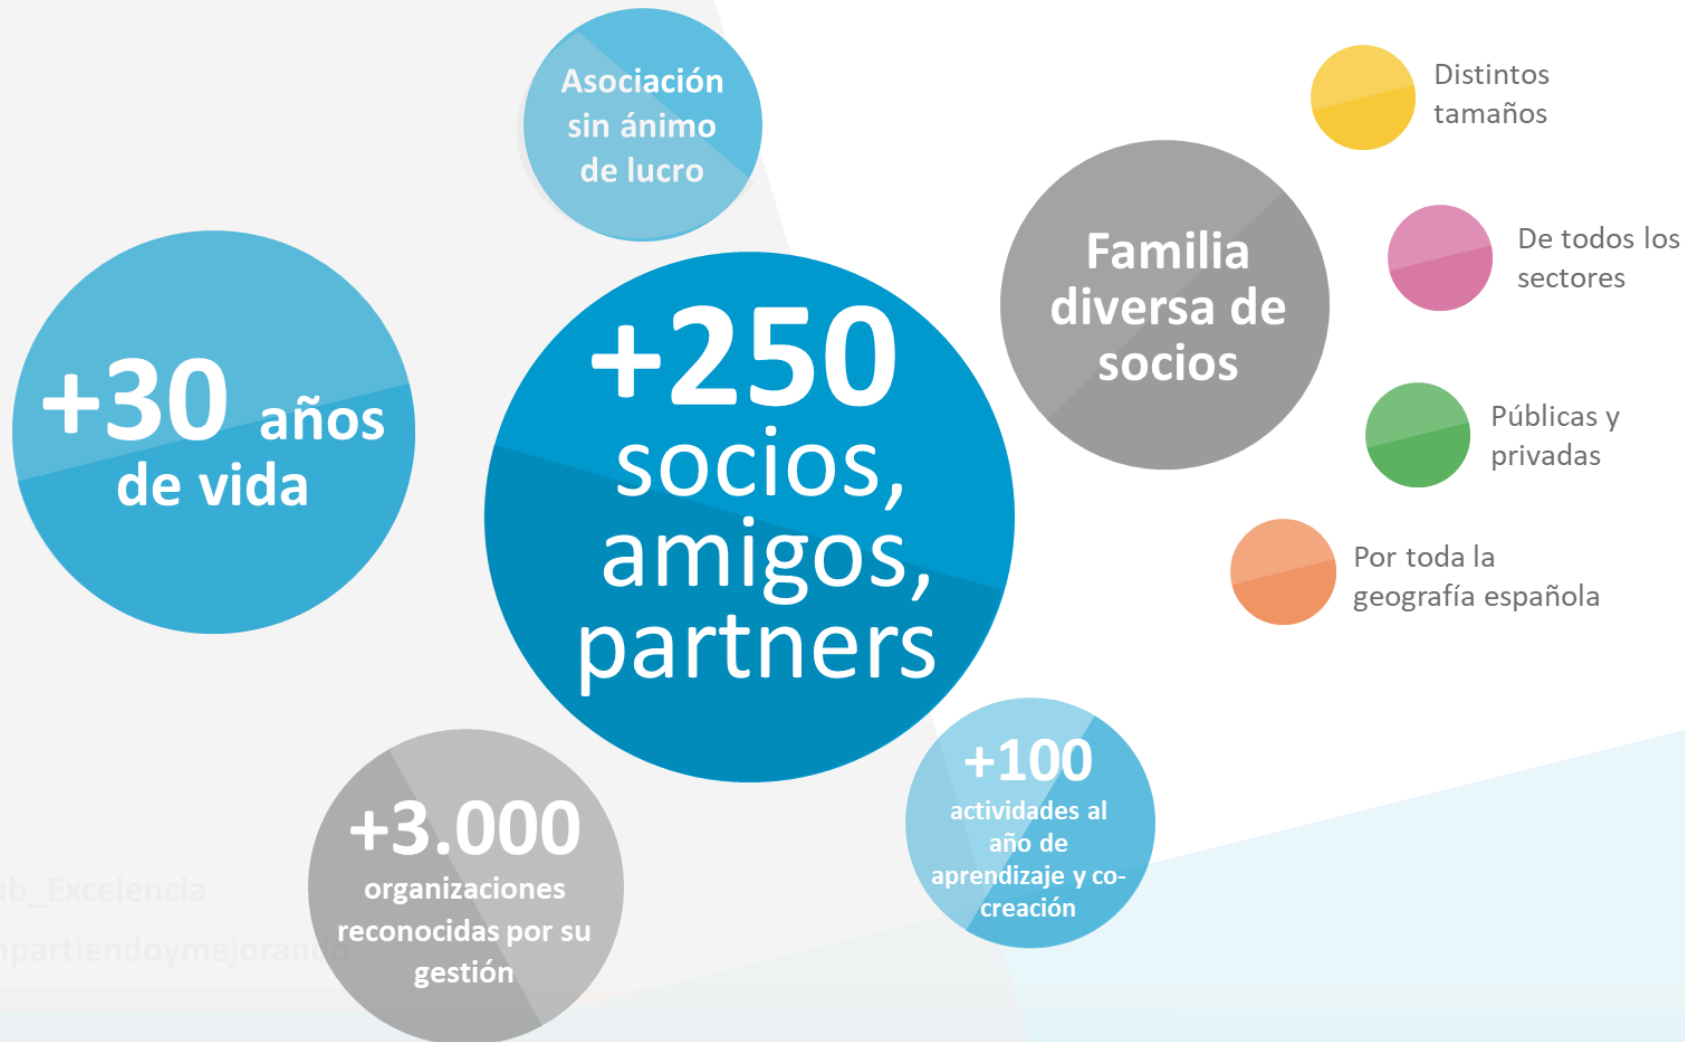 Asociación
sin ánimo
de lucro
+30 años
de vida
+250
socios,
amigos,
partners
Familia
diversa de
socios
Distintos
tamaños
De todos los
sectores
Públicas y
privadas
Por toda la
geografía española
+3.000
organizaciones
reconocidas por su
gestión
+100
actividades al
año de
aprendizaje y co-
creación
ub_Excelencia
mpartiendoymejorando